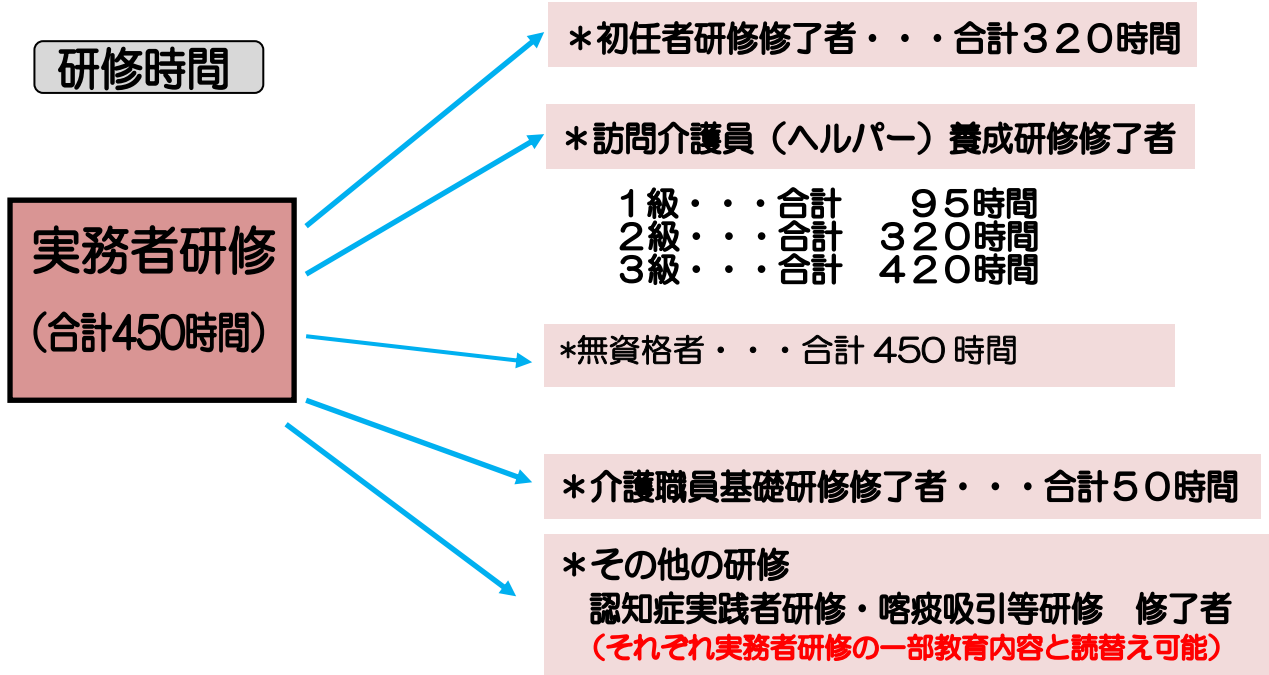 研修時間
実務者研修
(合計450時間)
＊初任者研修修了者・・・合計３２０時間
＊訪問介護員（ヘルパー）養成研修修了者
１級・・・合計　　９５時間
２級・・・合計　３２０時間
３級・・・合計　４２０時間
*無資格者・・・合計 450 時間
＊介護職員基礎研修修了者・・・合計５０時間
＊その他の研修
認知症実践者研修・喀痰吸引等研修　修了者
（それぞれ実務者研修の一部教育内容と読替え可能）